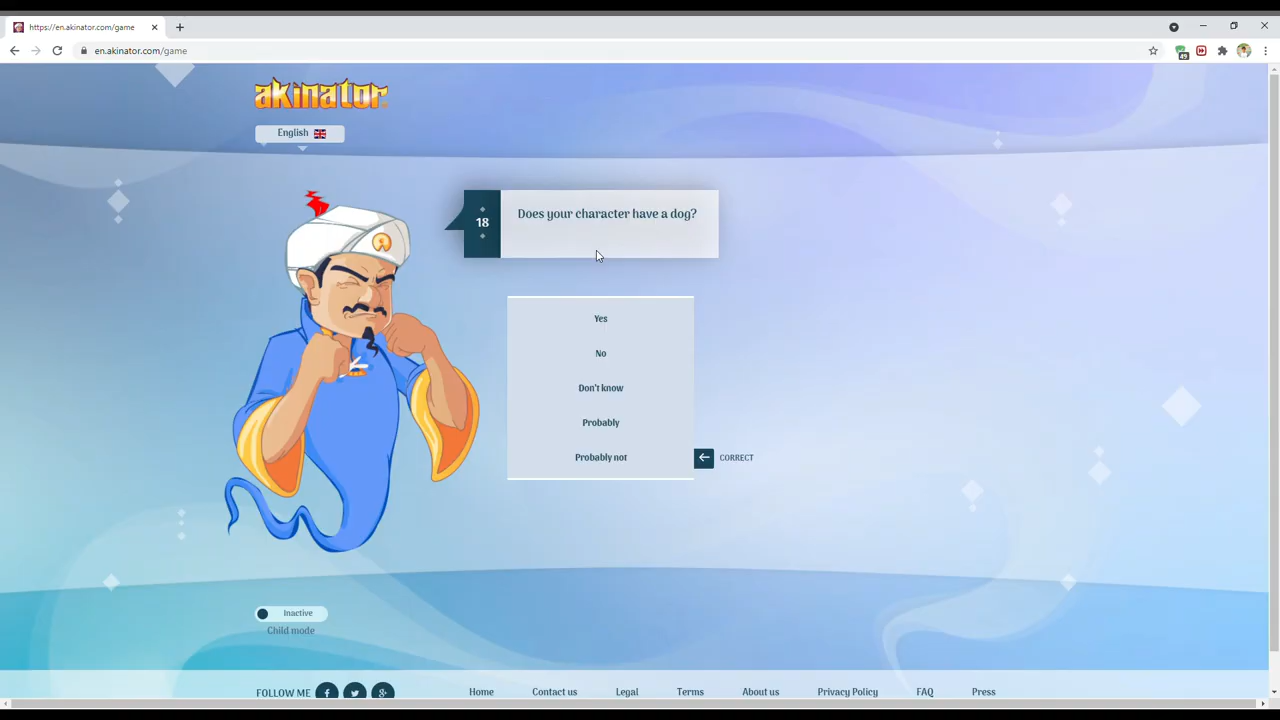 https://en.akinator.com/game
en.akinator.com/game
49
akinator
English
18
Does your character have a dog?
Yes
No
Don't know
Probably
Probably not
CORRECT
Inactive
Child mode
FOLLOW ME
Home
Contact us
Legal
Terms
About us
Privacy Policy
FAQ
Press